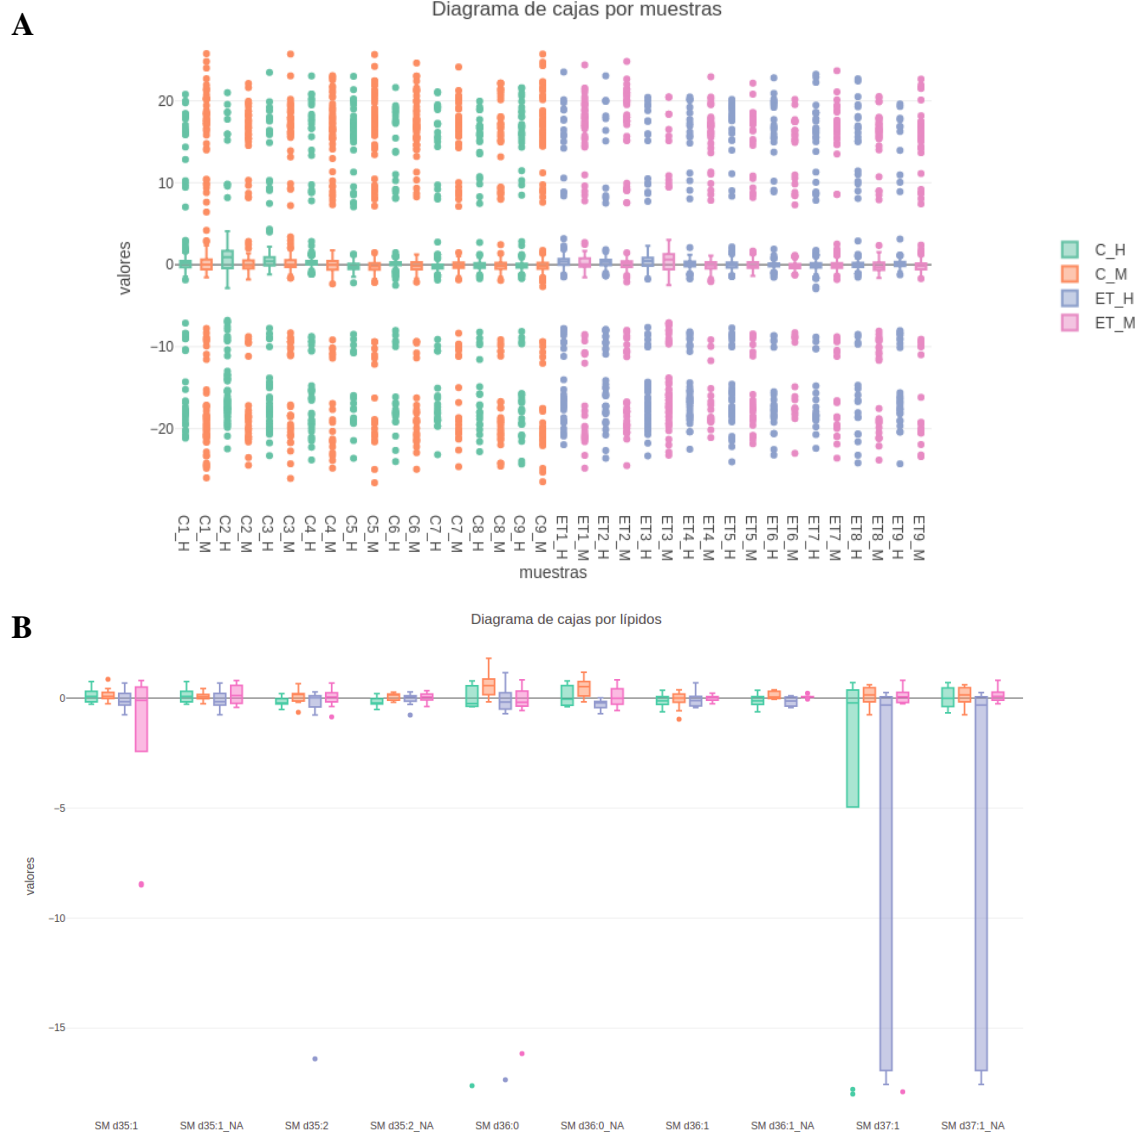 A
Diagrama de cajas por muestras
valores
20
10
0
−10
−20
C1_H
C1_M
C2_H
C2_M
C3_H
C3_M
C4_H
C4_M
C5_H
C5_M
C6_H
C6_M
C7_H
C7_M
C8_H
C8_M
C9_H
C9_M
ET1_H
ET1_M
ET2_H
ET2_M
ET3_H
ET3_M
ET4_H
ET4_M
ET5_H
ET5_M
ET6_H
ET6_M
ET7_H
ET7_M
ET8_H
ET8_M
ET9_H
ET9_M
muestras
C_H
C_M
ET_H
ET_M
B
Diagrama de cajas por lípidos
valores
0
−5
−10
−15
SM d35:1
SM d35:1_NA
SM d35:2
SM d35:2_NA
SM d36:0
SM d36:0_NA
SM d36:1
SM d36:1_NA
SM d37:1
SM d37:1_NA